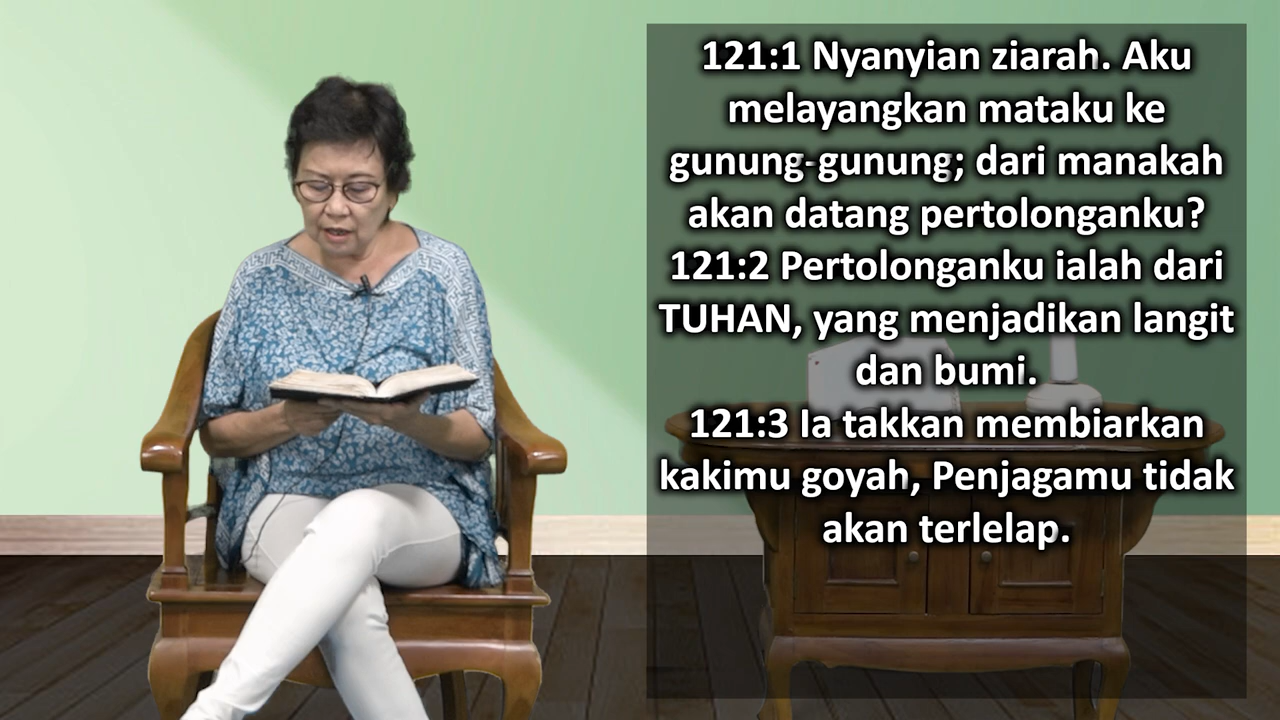 121:1 Nyanyian ziarah. Aku
melayangkan mataku ke
gunung-gunung; dari manakah
akan datang pertolonganku?
121:2 Pertolonganku ialah dari
TUHAN, yang menjadikan langit
dan bumi.
121:3 Ia takkan membiarkan
kakimu goyah, Penjagamu tidak
akan terlelap.